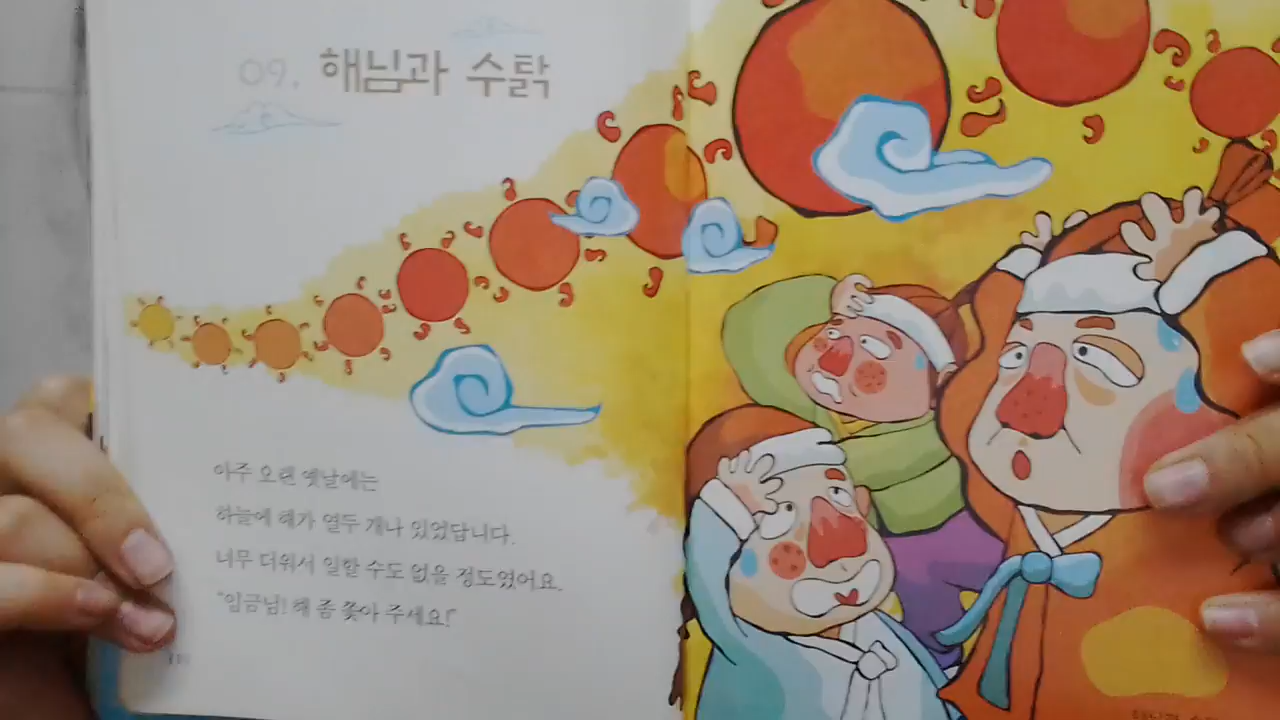 09. 해님과 수탉
아주 오랜 옛날에는
하늘에 해가 열두 개나 있었답니다.
너무 더워서 일할 수도 없을 정도였어요.
"임금님! 해 좀 쫓아 주세요!"